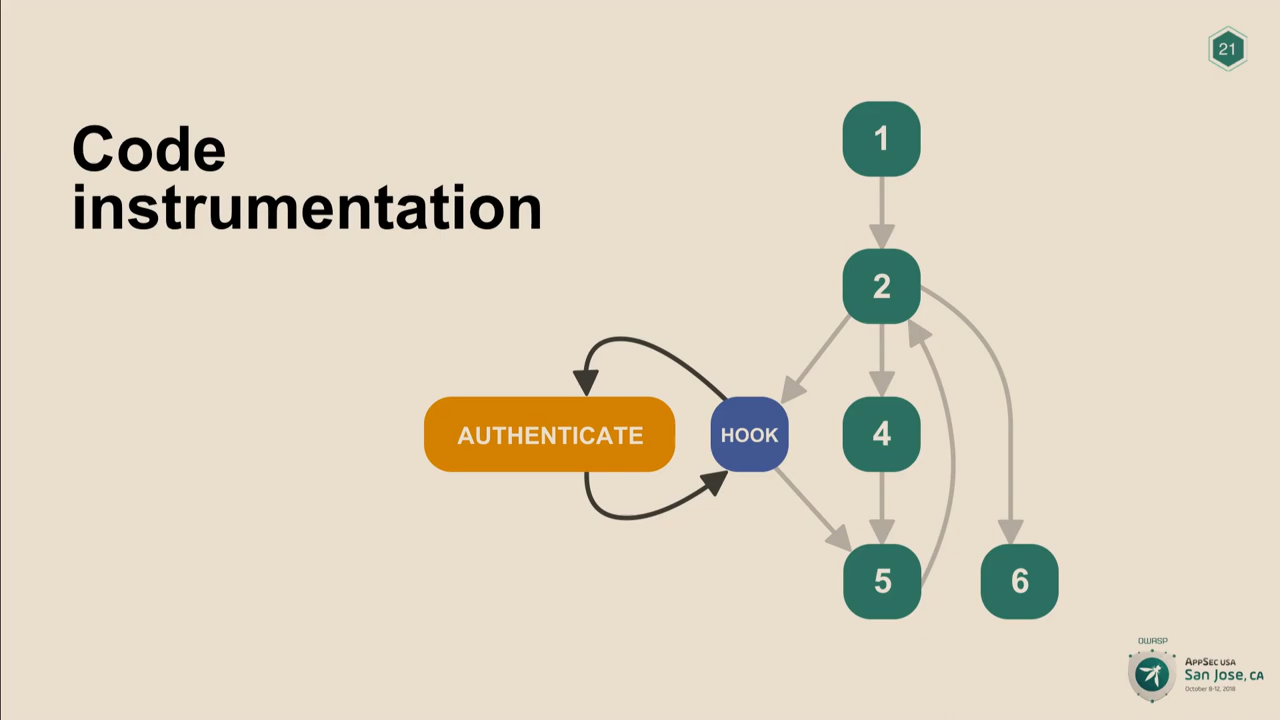 21
Code
instrumentation
1
2
AUTHENTICATE
HOOK
4
5
6
OWASP
AppSec USA
San Jose, CA
October 8-12, 2018